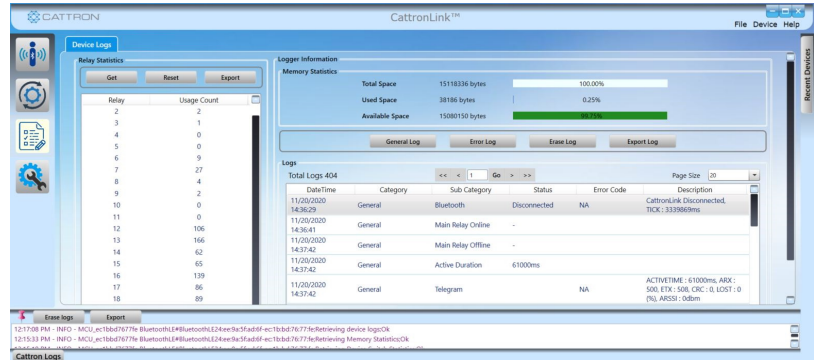 CATTRON
CattronLink™
File Device Help
Device Logs
Recent Devices
Relay Statistics
Get Reset Export
Relay Usage Count
2 2
3 1
4 0
5 0
6 9
7 27
8 4
9 2
10 0
11 0
12 106
13 166
14 62
15 65
16 139
17 86
18 89
Logger Information
Memory Statistics
Total Space 15118336 bytes 100.00%
Used Space 38186 bytes 0.25%
Available Space 15080150 bytes 99.75%
General Log Error Log Erase Log Export Log
Logs
Total Logs 404 << < 1 Go > >> Page Size 20
DateTime Category Sub Category Status Error Code Description
11/20/2020
14:36:29 General Bluetooth Disconnected NA CattronLink Disconnected,
TICK : 3339869ms
11/20/2020
14:36:41 General Main Relay Online -
11/20/2020
14:37:42 General Main Relay Offline -
11/20/2020
14:37:42 General Active Duration 61000ms
11/20/2020
14:37:42 General Telegram NA ACTIVETIME : 61000ms, ARX :
500, ETX : 508, CRC : 0, LOST : 0
(%), ARSSI : 0dbm
Erase logs Export
12:17:08 PM - INFO - MCU_ec1bbd7677fe BluetoothLE#BluetoothLE24:ee:9a:5f:ad:6f-ec:1b:bd:76:77:fe:Retrieving device logs;Ok
12:15:33 PM - INFO - MCU_ec1bbd7677fe BluetoothLE#BluetoothLE24:ee:9a:5f:ad:6f-ec:1b:bd:76:77:fe:Retrieving Memory Statistics;Ok
Cattron Logs